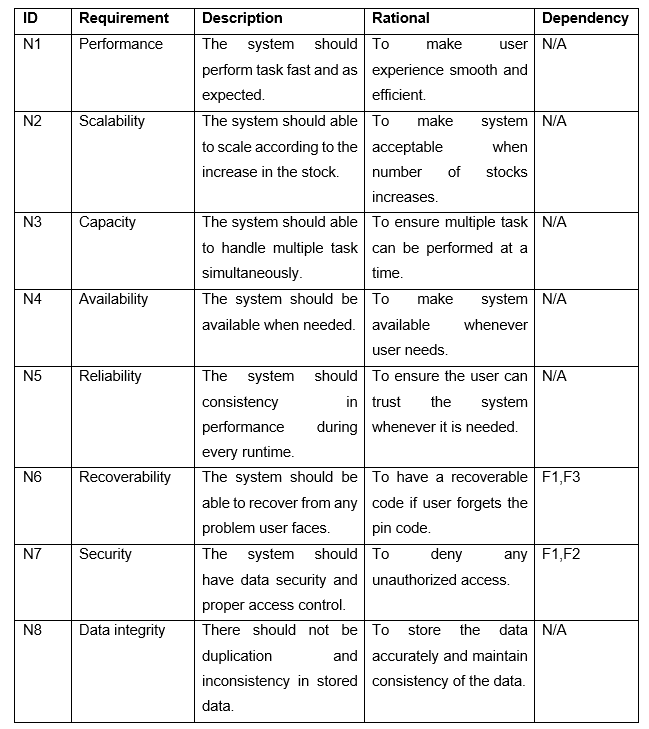 ID Requirement Description Rational Dependency
N1 Performance The system should To make user N/A
perform task fast and as experience smooth and
expected. efficient.
N2 Scalability The system should able To make system N/A
to scale according to the acceptable when
increase in the stock. number of stocks
increases.
N3 Capacity The system should able To ensure multiple task N/A
to handle multiple task can be performed at a
simultaneously. time.
N4 Availability The system should be To make system N/A
available when needed. available whenever
user needs.
N5 Reliability The system should To ensure the user can N/A
consistency in trust the system
performance during whenever it is needed.
every runtime.
N6 Recoverability The system should be To have a recoverable F1,F3
able to recover from any code if user forgets the
problem user faces. pin code.
N7 Security The system should To deny any F1,F2
have data security and unauthorized access.
proper access control.
N8 Data integrity There should not be To store the data N/A
duplication and accurately and maintain
inconsistency in stored consistency of the data.
data.